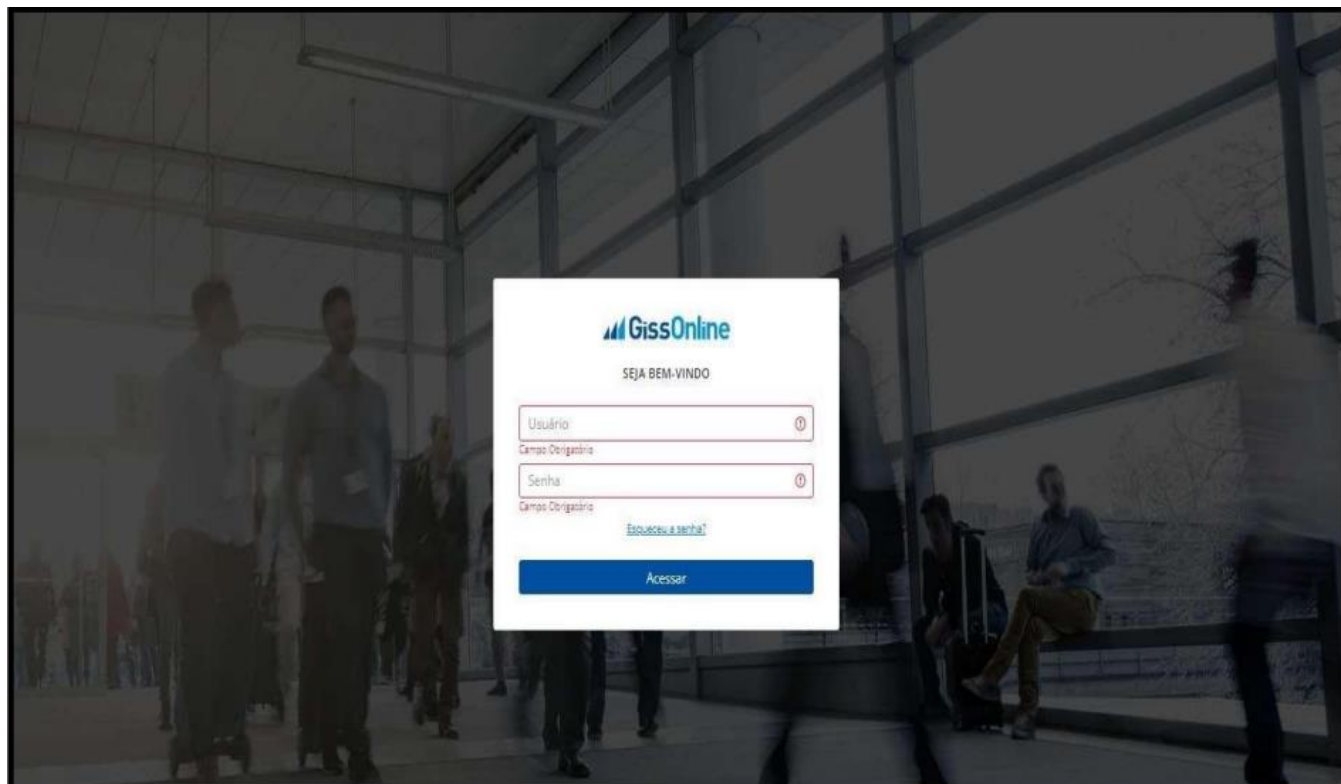 GissOnline
SEJA BEM-VINDO
Usuário
Campo Obrigatório
Senha
Campo Obrigatório
Esqueceu a senha?
Acessar